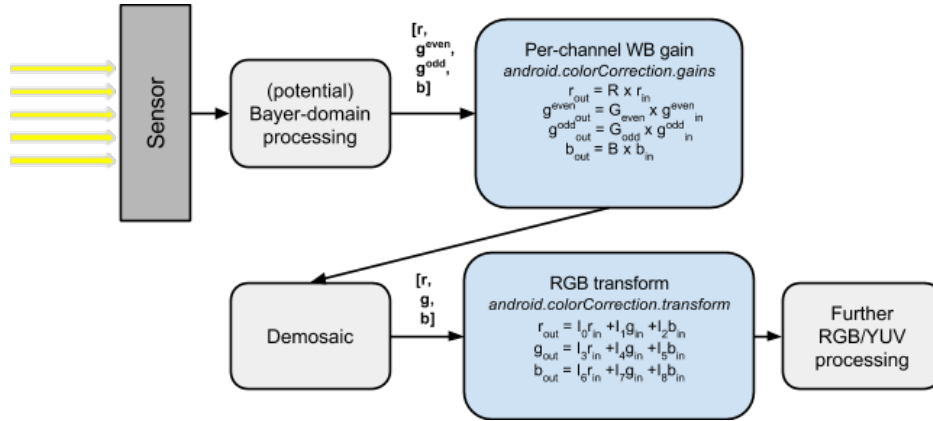 Sensor
(potential)
Bayer-domain
processing
[r,
g^even,
g^odd,
b]
Per-channel WB gain
android.colorCorrection.gains
r_out = R x r_in
g^even_out = G_even x g^even_in
g^odd_out = G_odd x g^odd_in
b_out = B x b_in
Demosaic
[r,
g,
b]
RGB transform
android.colorCorrection.transform
r_out = I_0r_in +I_1g_in +I_2b_in
g_out = I_3r_in +I_4g_in +I_5b_in
b_out = I_6r_in +I_7g_in +I_8b_in
Further
RGB/YUV
processing